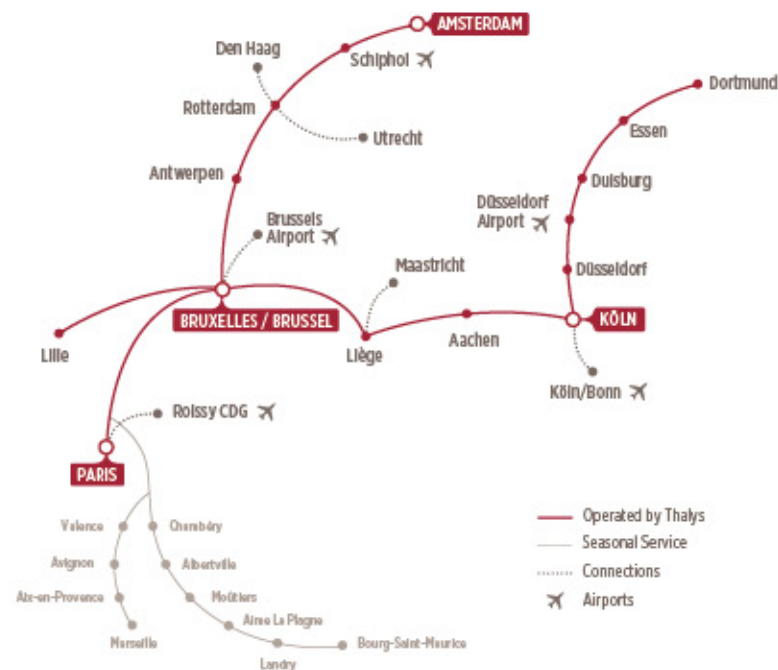 AMSTERDAM
Den Haag
Schiphol
Dortmund
Rotterdam
Utrecht
Essen
Antwerpen
Duisburg
Düsseldorf
Airport
Brussels
Airport
Maastricht
Düsseldorf
BRUXELLES / BRUSSEL
KÖLN
Lille
Liège
Aachen
Köln/Bonn
Roissy CDG
PARIS
Valence
Chambéry
Avignon
Albertville
Aix-en-Provence
Moûtiers
Aime La Plagne
Marseille
Landry
Bourg-Saint-Maurice
Operated by Thalys
Seasonal Service
Connections
Airports